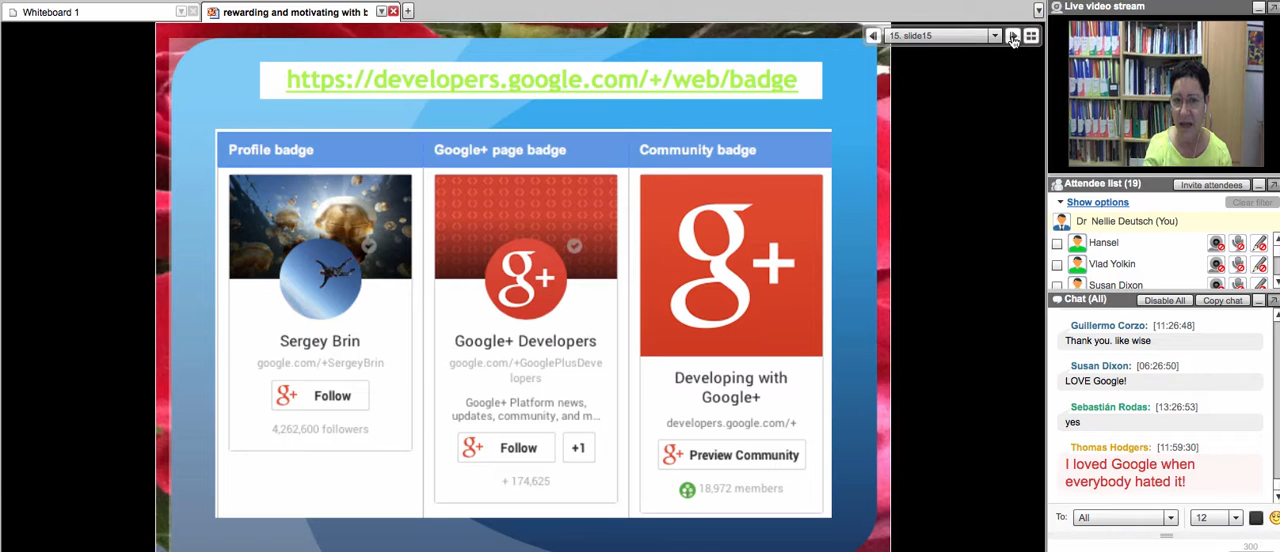 Whiteboard 1
rewarding and motivating with b
Live video stream
15. slide15
https://developers.google.com/+/web/badge
Profile badge
Google+ page badge
Community badge
g+
g+
Sergey Brin
google.com/+SergeyBrin
g+ Follow
4,262,600 followers
Google+ Developers
google.com/+GooglePlusDeve
lopers
Google+ Platform news,
updates, community, and m...
g+ Follow
+1
+ 174,625
Developing with
Google+
developers.google.com/+
g+ Preview Community
18,972 members
Attendee list (19)
Invite attendees
Show options
Clear filter
Dr Nellie Deutsch (You)
Hansel
Vlad Yolkin
Susan Dixon
Chat (All)
Disable All
Copy chat
Guillermo Corzo: [11:26:48]
Thank you. like wise
Susan Dixon: [06:26:50]
LOVE Google!
Sebastián Rodas: [13:26:53]
yes
Thomas Hodgers: [11:59:30]
I loved Google when
everybody hated it!
To: All
12
300